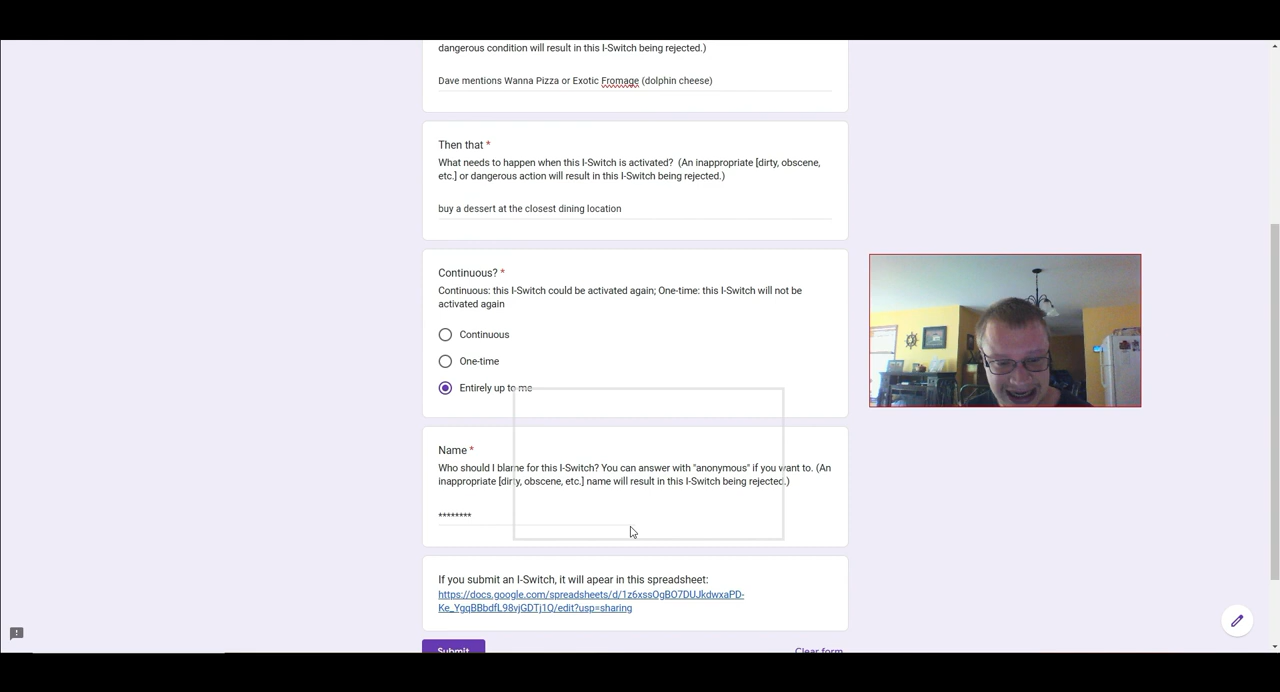 dangerous condition will result in this I-Switch being rejected.)
Dave mentions Wanna Pizza or Exotic Fromage (dolphin cheese)
Then that *
What needs to happen when this I-Switch is activated? (An inappropriate [dirty, obscene,
etc.] or dangerous action will result in this I-Switch being rejected.)
buy a dessert at the closest dining location
Continuous? *
Continuous: this I-Switch could be activated again; One-time: this I-Switch will not be
activated again
Continuous
One-time
Entirely up to me
Name *
Who should I blame for this I-Switch? You can answer with "anonymous" if you want to. (An
inappropriate [dirty, obscene, etc.] name will result in this I-Switch being rejected.)
********
If you submit an I-Switch, it will apear in this spreadsheet:
https://docs.google.com/spreadsheets/d/1z6xssOgBO7DUJkdwxaPD-
Ke_YgqBBbdfL98vjGDTj1Q/edit?usp=sharing
Submit
Clear form